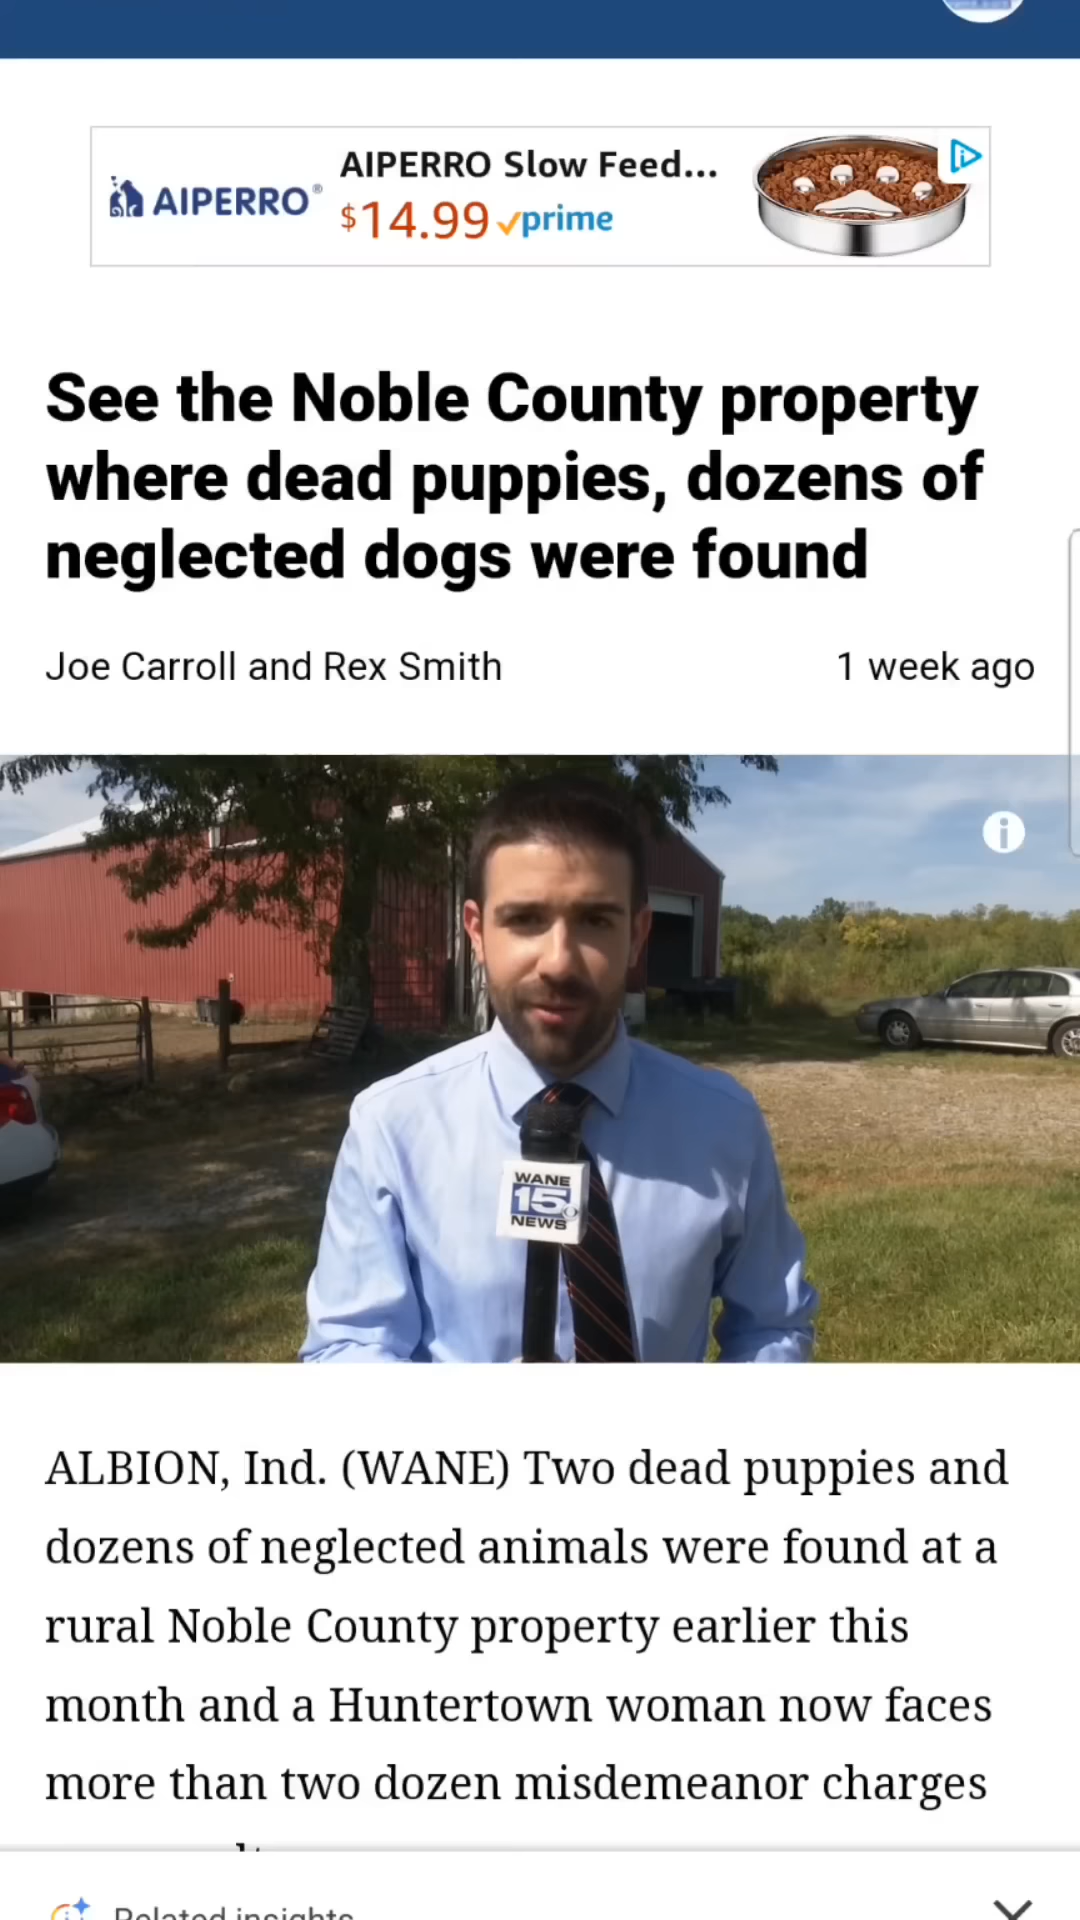 AIPERRO®
AIPERRO Slow Feed...
$14.99 prime
See the Noble County property
where dead puppies, dozens of
neglected dogs were found
Joe Carroll and Rex Smith
1 week ago
WANE
15
NEWS
ALBION, Ind. (WANE) Two dead puppies and
dozens of neglected animals were found at a
rural Noble County property earlier this
month and a Huntertown woman now faces
more than two dozen misdemeanor charges
Related insights